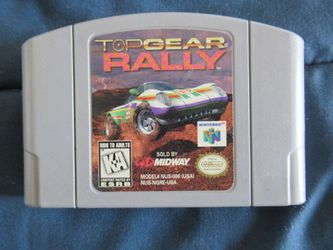 TOP GEAR
RALLY
KIDS TO ADULTS
K-A
CONTENT RATED BY
ESRB
SOLD BY
MIDWAY
NINTENDO
MODEL# NUS-006 (USA)
NUS-NGRE-USA